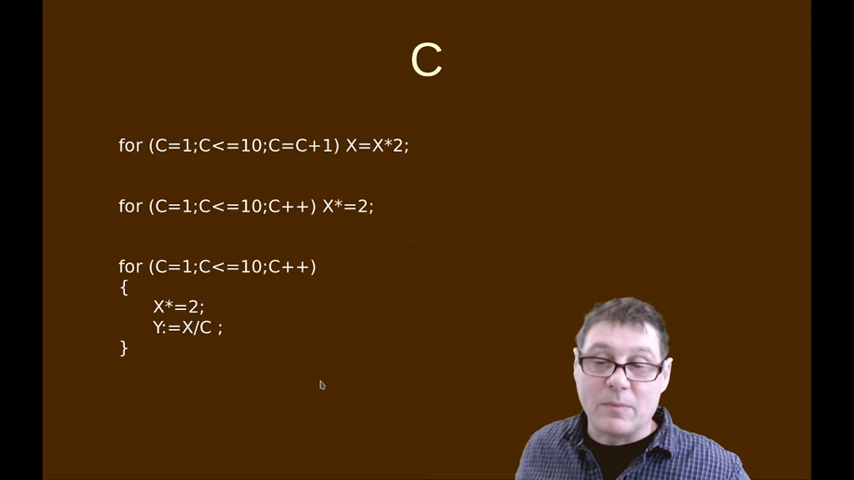 C
for (C=1;C<=10;C=C+1) X=X*2;
for (C=1;C<=10;C++) X*=2;
for (C=1;C<=10;C++)
{
X*=2;
Y:=X/C ;
}